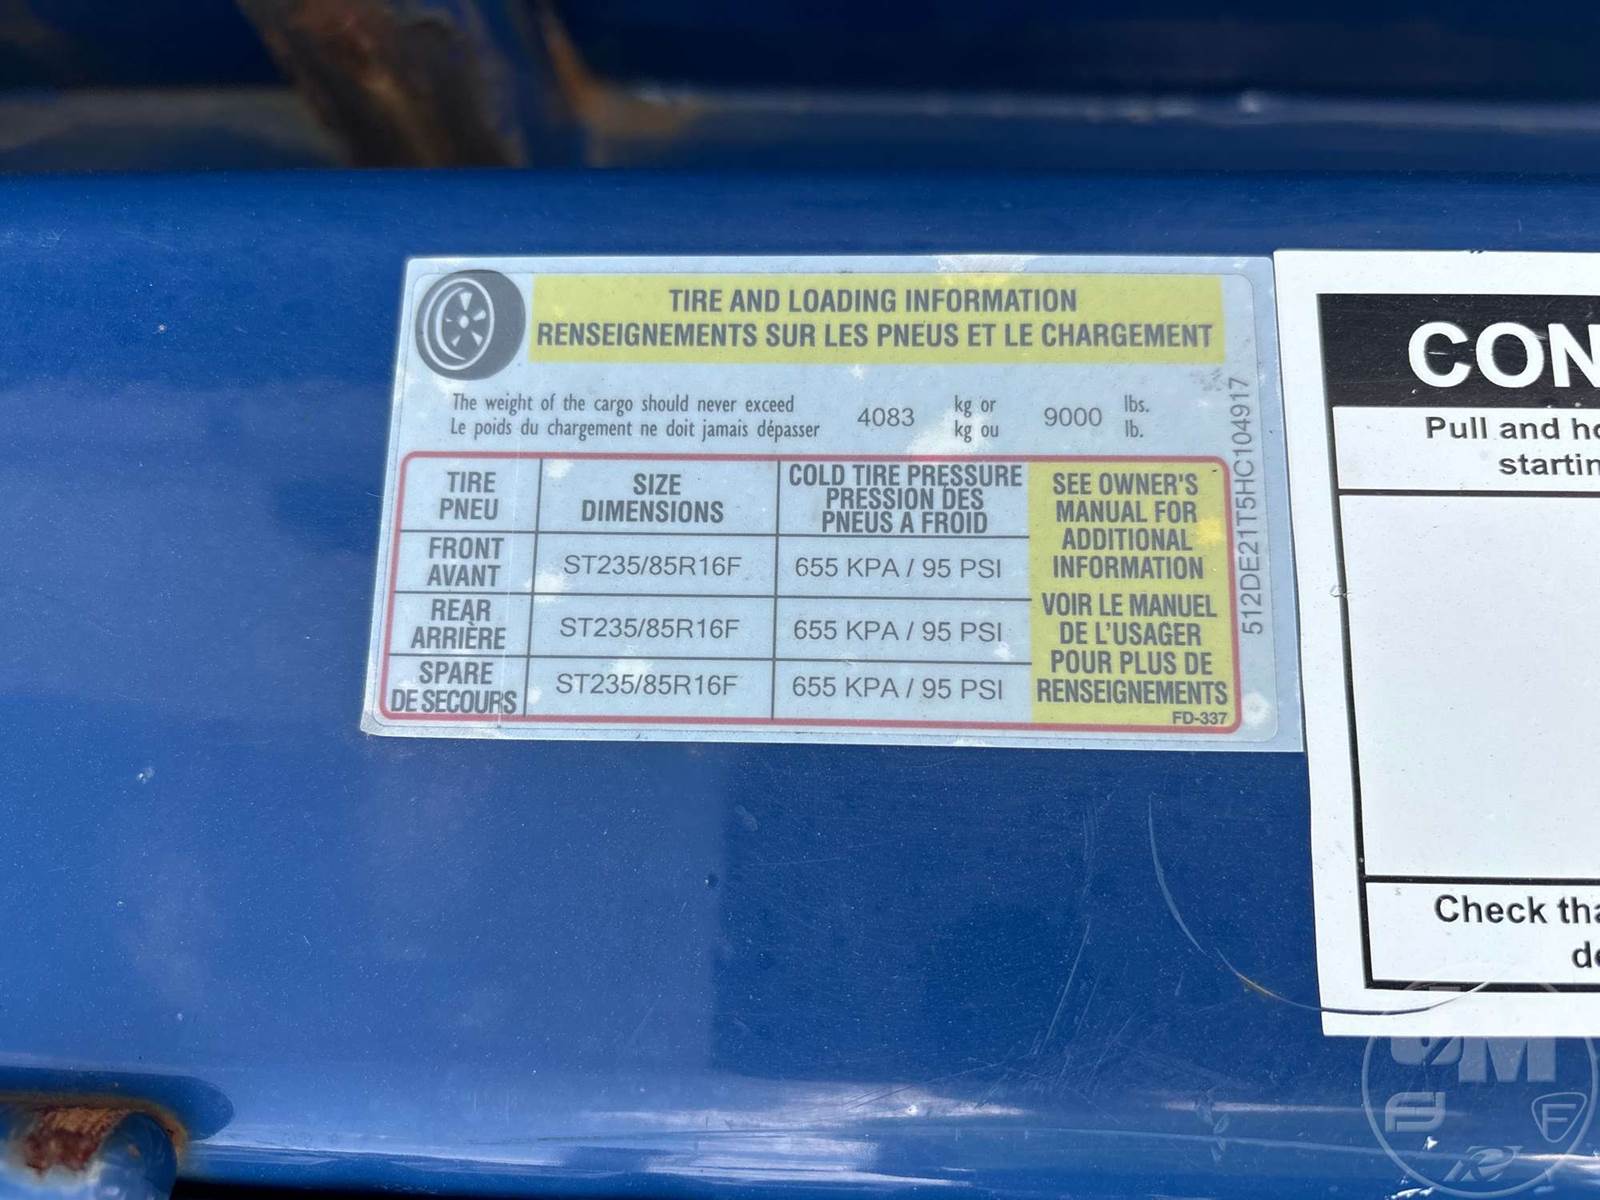 TIRE AND LOADING INFORMATION
RENSEIGNEMENTS SUR LES PNEUS ET LE CHARGEMENT
The weight of the cargo should never exceed 4083 kg or 9000 lbs.
Le poids du chargement ne doit jamais dépasser kg ou lb.
TIRE SIZE COLD TIRE PRESSURE
PNEU DIMENSIONS PRESSION DES
PNEUS A FROID
FRONT
AVANT ST235/85R16F 655 KPA / 95 PSI
REAR
ARRIÈRE ST235/85R16F 655 KPA / 95 PSI
SPARE
DE SECOURS ST235/85R16F 655 KPA / 95 PSI
SEE OWNER'S
MANUAL FOR
ADDITIONAL
INFORMATION
VOIR LE MANUEL
DE L'USAGER
POUR PLUS DE
RENSEIGNEMENTS
FD-337
512DE21T5HC104917
CON
Pull and ho
startin
Check tha
de